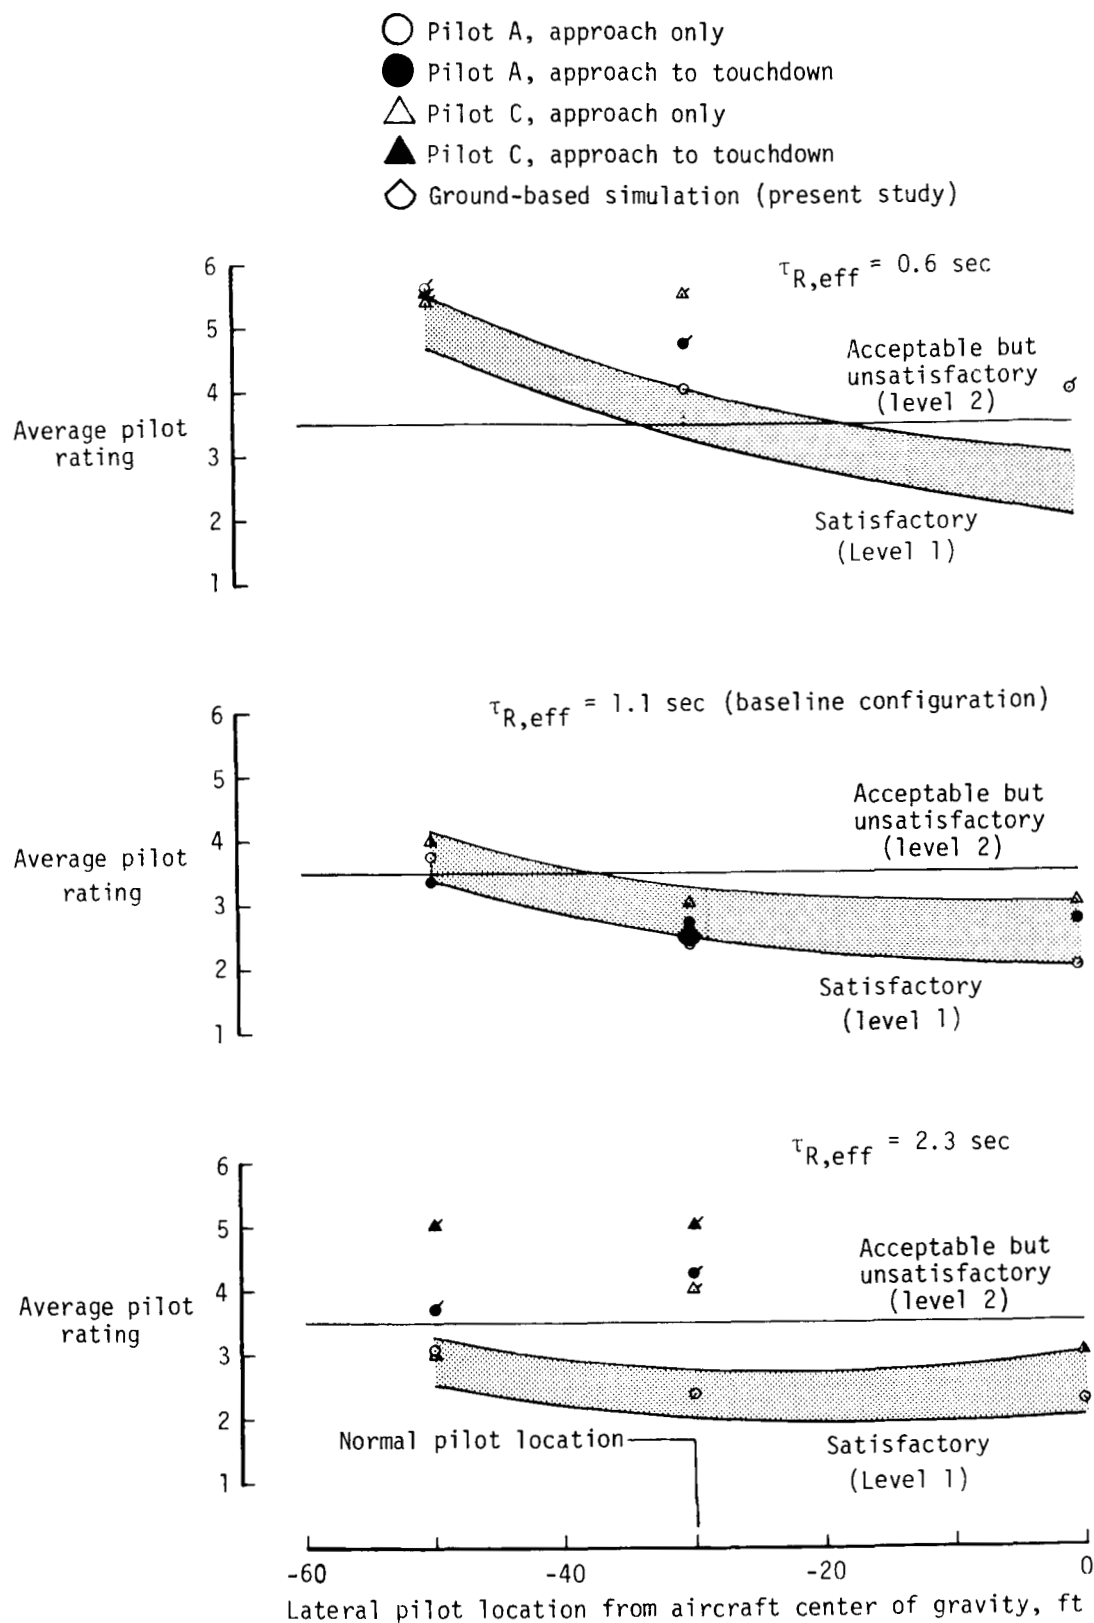 Pilot A, approach only
Pilot A, approach to touchdown
Pilot C, approach only
Pilot C, approach to touchdown
Ground-based simulation (present study)
τR,eff = 0.6 sec
6
5
4
3
2
1
Average pilot
rating
Acceptable but
unsatisfactory
(level 2)
Satisfactory
(Level 1)
τR,eff = 1.1 sec (baseline configuration)
6
5
4
3
2
1
Average pilot
rating
Acceptable but
unsatisfactory
(level 2)
Satisfactory
(level 1)
τR,eff = 2.3 sec
6
5
4
3
2
1
Average pilot
rating
Acceptable but
unsatisfactory
(level 2)
Normal pilot location
Satisfactory
(Level 1)
-60
-40
-20
0
Lateral pilot location from aircraft center of gravity, ft